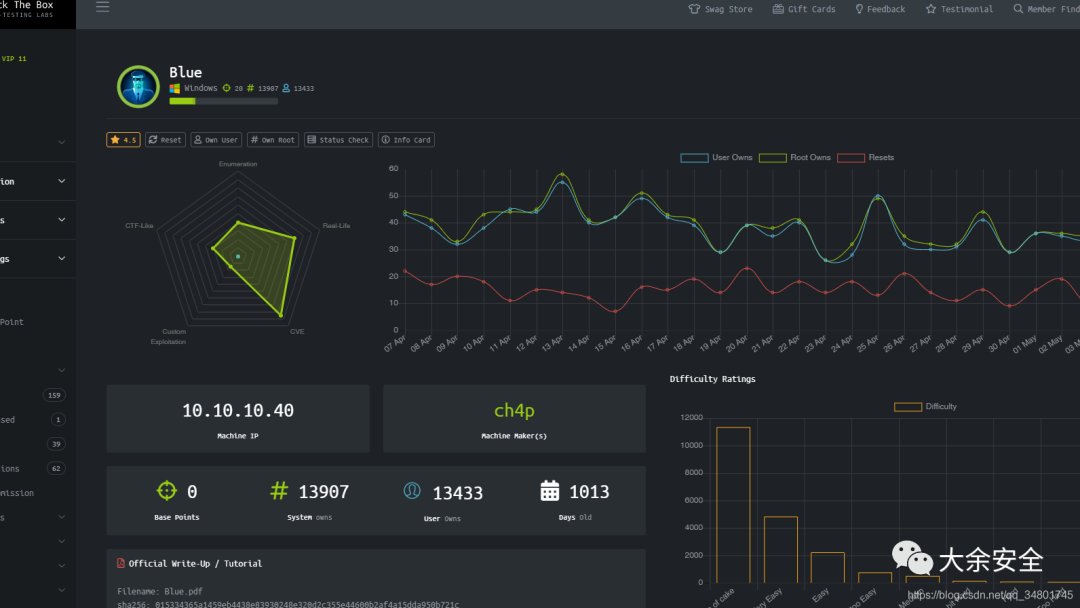 ck The Box
-TESTING LABS
Swag Store
Gift Cards
Feedback
Testimonial
Member Find
VIP 11
Blue
Windows 20 # 13907 13433
4.5
Reset
Own User
# Own Root
Status Check
Info Card
ion
s
gs
Point
159
sed
1
39
ions
62
mission
s
Enumeration
CTF-Like
Real-Life
Custom
Exploitation
CVE
User Owns
Root Owns
Resets
60
50
40
30
20
10
0
07 Apr
08 Apr
09 Apr
10 Apr
11 Apr
12 Apr
13 Apr
14 Apr
15 Apr
16 Apr
17 Apr
18 Apr
19 Apr
20 Apr
21 Apr
22 Apr
23 Apr
24 Apr
25 Apr
26 Apr
27 Apr
28 Apr
29 Apr
30 Apr
01 May
02 May
03 M
10.10.10.40
Machine IP
ch4p
Machine Maker(s)
0
Base Points
# 13907
System owns
13433
User Owns
1013
Days Old
Official Write-Up / Tutorial
Filename: Blue.pdf
Difficulty Ratings
Difficulty
12000
10000
8000
6000
4000
2000
0
of cake
ry Easy
Easy
oo Easy
大余安全
https://blog.csdn.net/qq_34801745